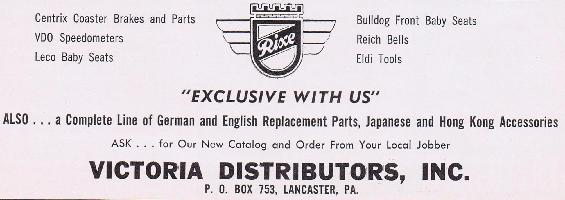 Centrix Coaster Brakes and Parts
VDO Speedometers
Leco Baby Seats
Rixe
Bulldog Front Baby Seats
Reich Bells
Eldi Tools
"EXCLUSIVE WITH US"
ALSO . . . a Complete Line of German and English Replacement Parts, Japanese and Hong Kong Accessories
ASK . . . for Our New Catalog and Order From Your Local Jobber
VICTORIA DISTRIBUTORS, INC.
P. O. BOX 753, LANCASTER, PA.